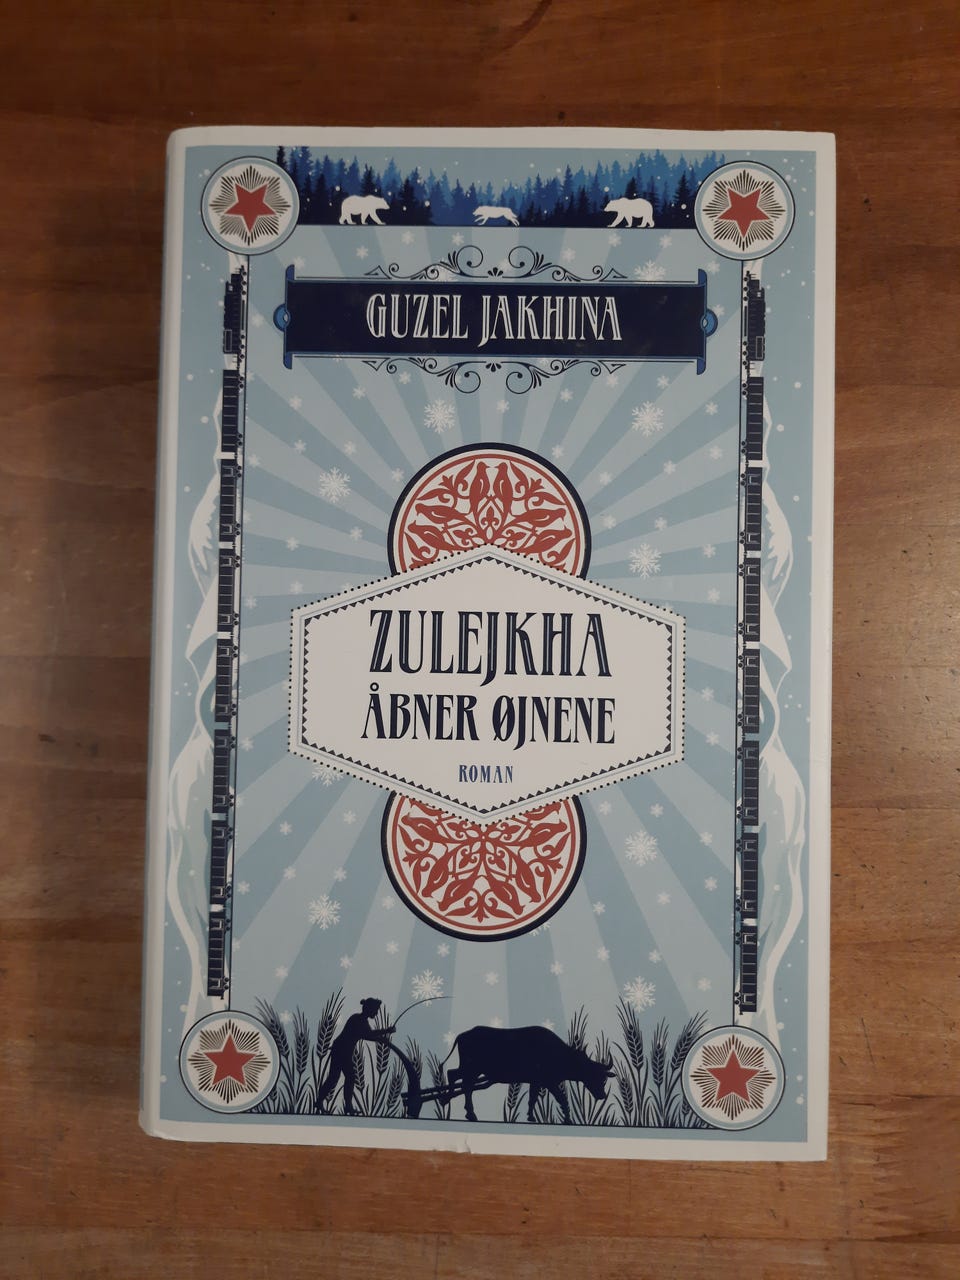 GUZEL JAKHINA
ZULEJKHA
ÅBNER ØJNENE
ROMAN